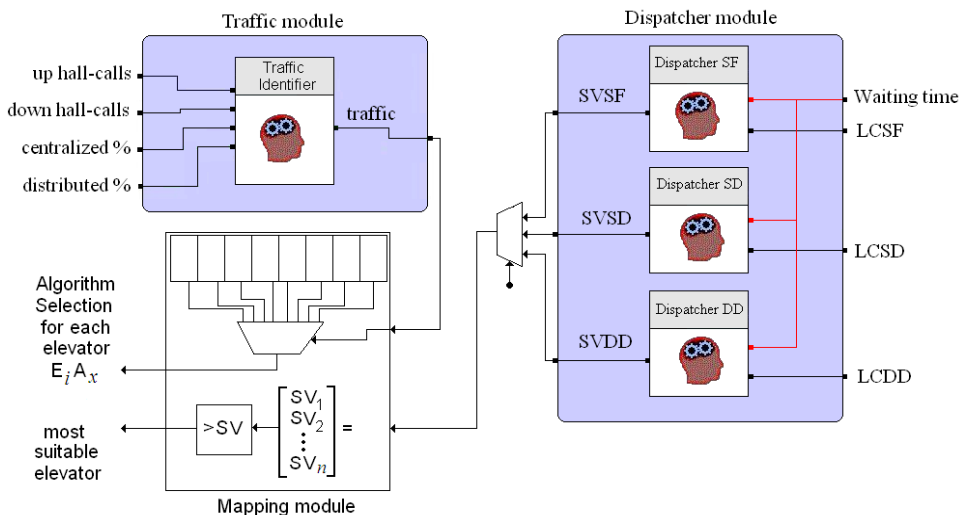 Traffic module
up hall-calls
down hall-calls
centralized %
distributed %
Traffic
Identifier
traffic
Dispatcher module
Dispatcher SF
SVSF
Waiting time
LCSF
Dispatcher SD
SVSD
LCSD
Dispatcher DD
SVDD
LCDD
Algorithm
Selection
for each
elevator
EᵢAₓ
most
suitable
elevator
>SV
SV₁
SV₂
⋮
SVₙ
=
Mapping module